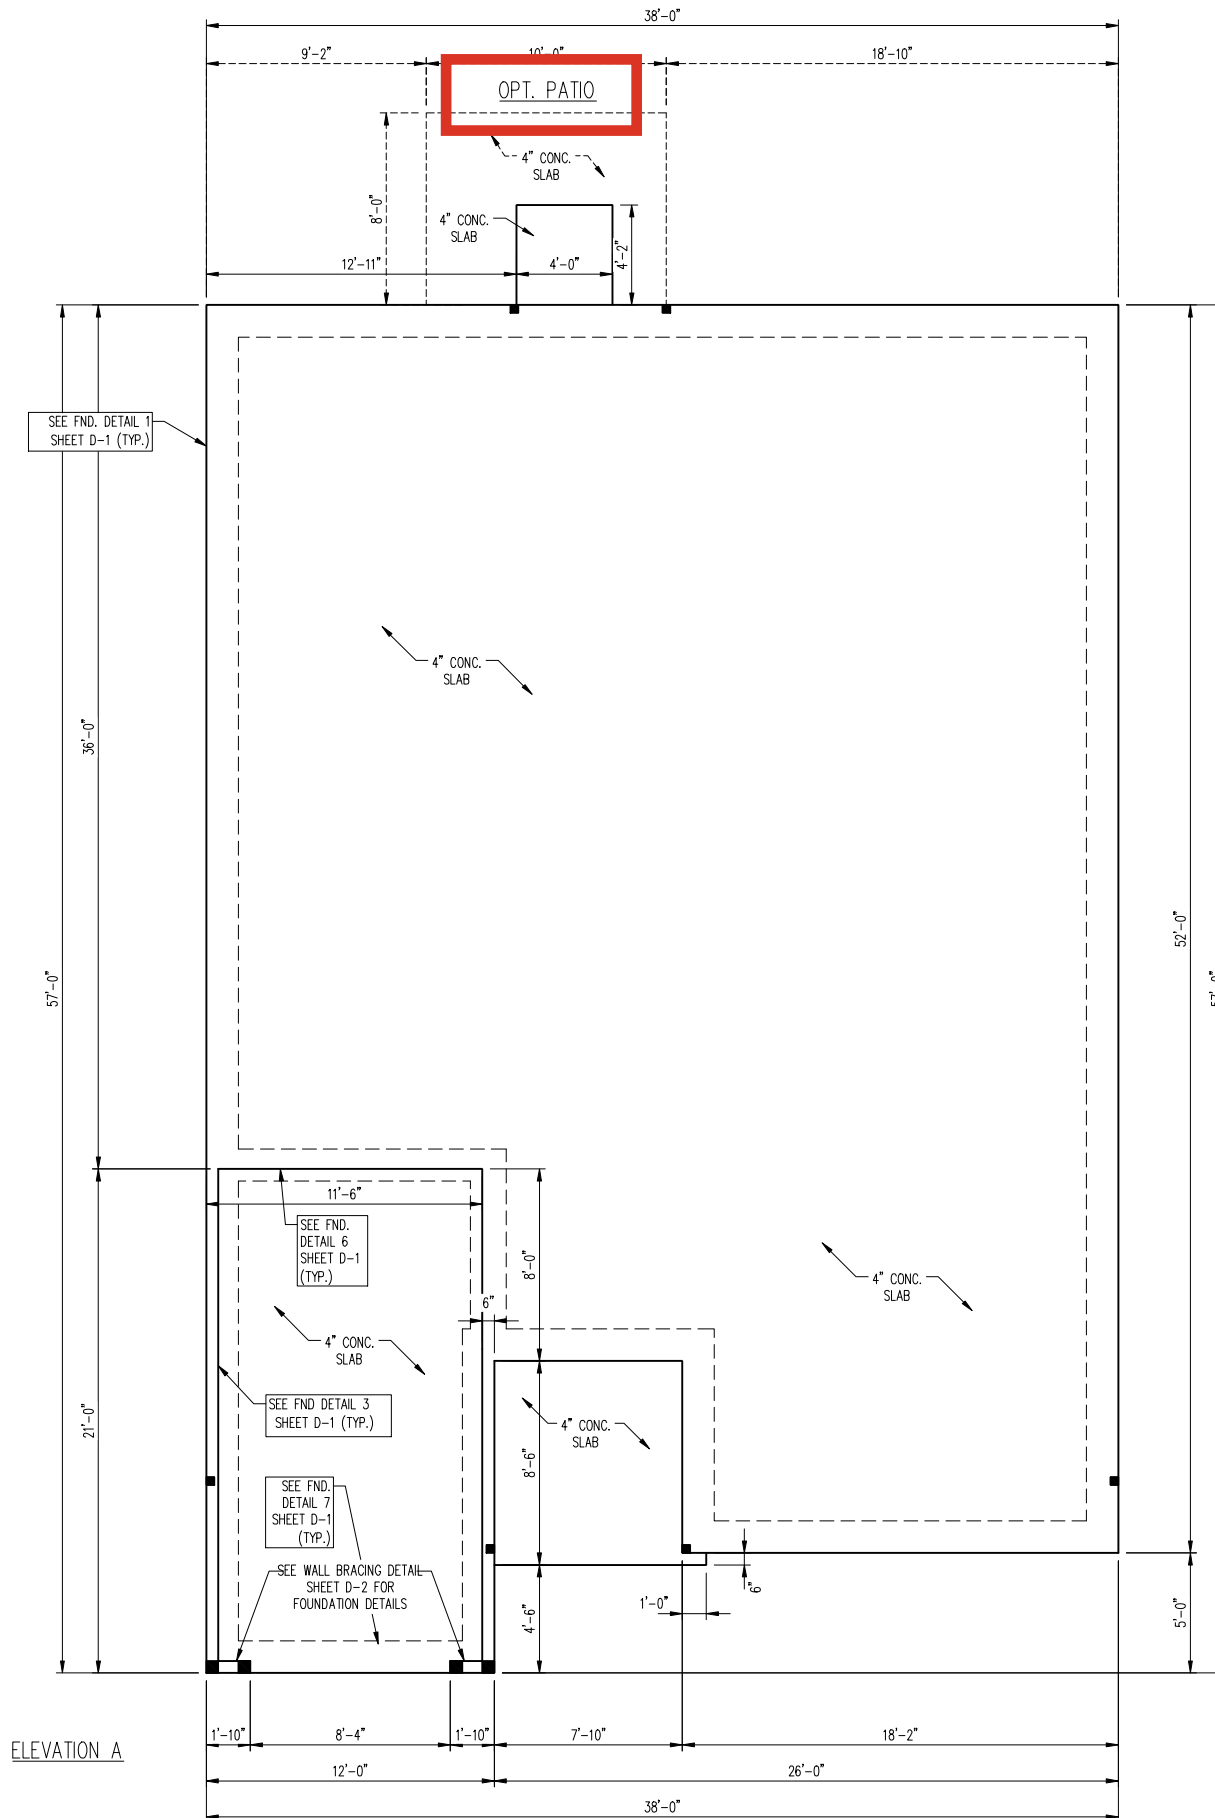 38'-0"
9'-2"
10'-0"
18'-10"
OPT. PATIO
4" CONC.
SLAB
8'-0"
4" CONC.
SLAB
4'-2"
12'-11"
4'-0"
SEE FND. DETAIL 1
SHEET D-1 (TYP.)
4" CONC.
SLAB
36'-0"
52'-0"
57'-0"
57'-0"
11'-6"
SEE FND.
DETAIL 6
SHEET D-1
(TYP.)
8'-0"
6"
4" CONC.
SLAB
4" CONC.
SLAB
SEE FND DETAIL 3
SHEET D-1 (TYP.)
21'-0"
4" CONC.
SLAB
8'-6"
SEE FND.
DETAIL 7
SHEET D-1
(TYP.)
SEE WALL BRACING DETAIL
SHEET D-2 FOR
FOUNDATION DETAILS
4'-6"
1'-0"
6"
5'-0"
1'-10"
8'-4"
1'-10"
7'-10"
18'-2"
ELEVATION A
12'-0"
26'-0"
38'-0"